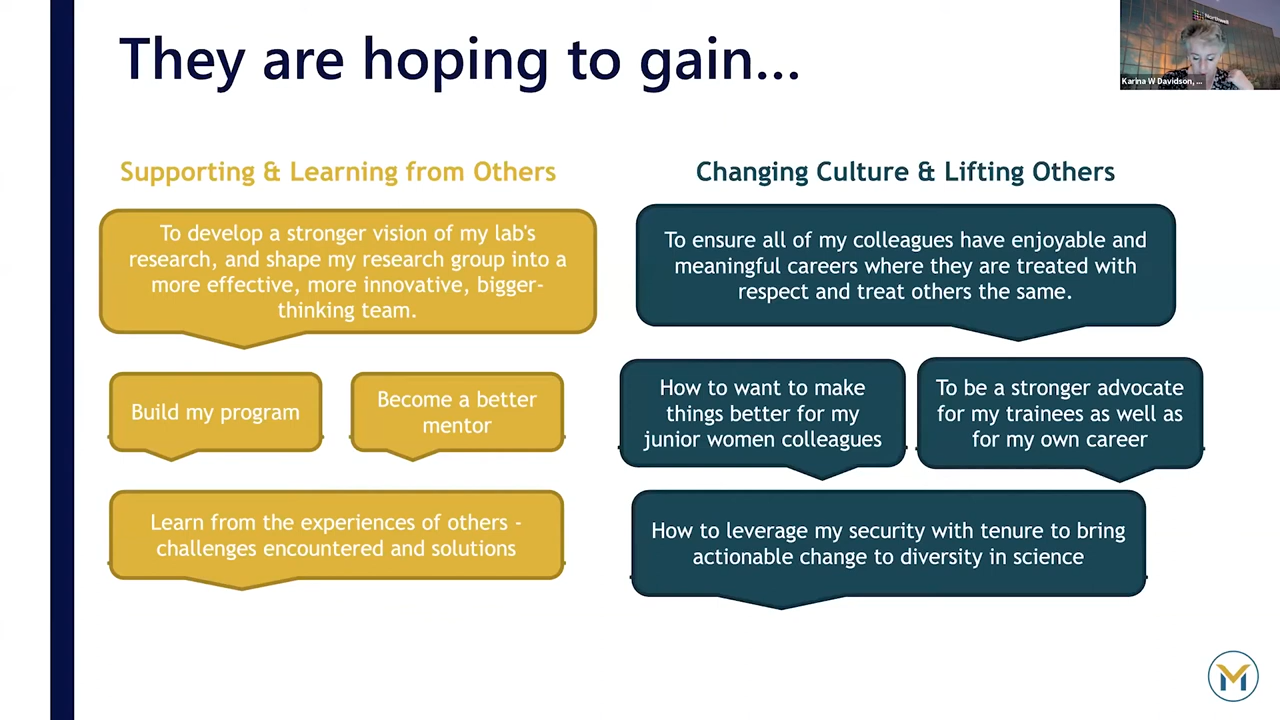 They are hoping to gain...
Northwell
Karina W Davidson, ...
Supporting & Learning from Others
To develop a stronger vision of my lab's
research, and shape my research group into a
more effective, more innovative, bigger-
thinking team.
Build my program
Become a better
mentor
Learn from the experiences of others -
challenges encountered and solutions
Changing Culture & Lifting Others
To ensure all of my colleagues have enjoyable and
meaningful careers where they are treated with
respect and treat others the same.
How to want to make
things better for my
junior women colleagues
To be a stronger advocate
for my trainees as well as
for my own career
How to leverage my security with tenure to bring
actionable change to diversity in science
M